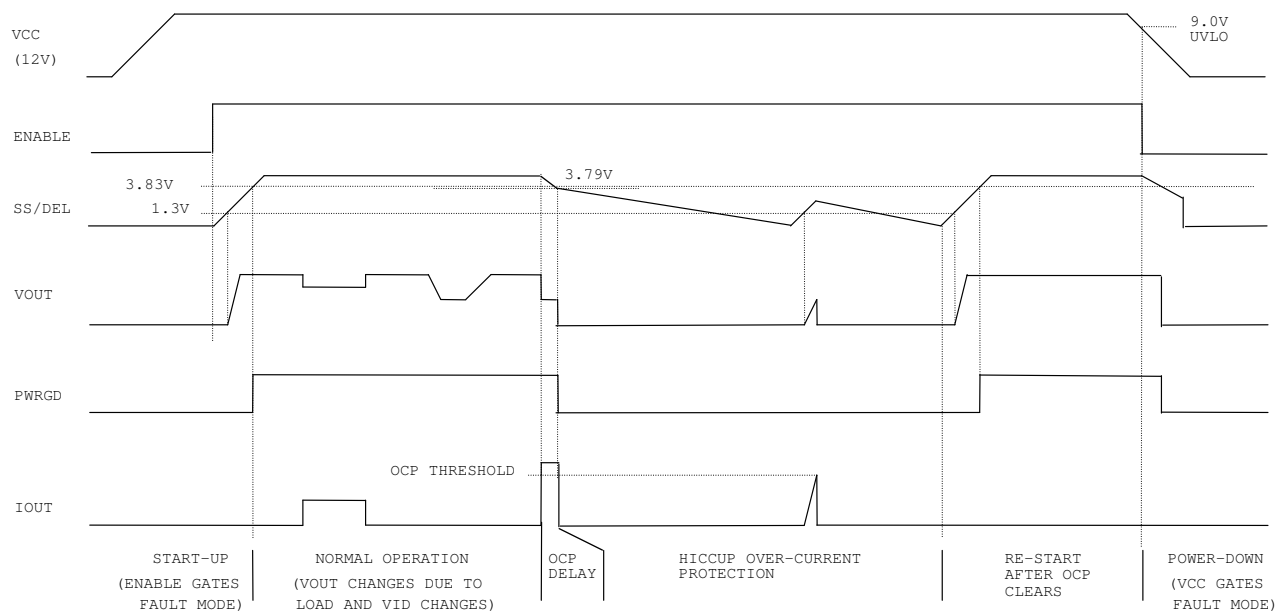 VCC
(12V)
9.0V
UVLO
ENABLE
3.83V
3.79V
SS/DEL
1.3V
VOUT
PWRGD
OCP THRESHOLD
IOUT
START-UP
(ENABLE GATES
FAULT MODE)
NORMAL OPERATION
(VOUT CHANGES DUE TO
LOAD AND VID CHANGES)
OCP
DELAY
HICCUP OVER-CURRENT
PROTECTION
RE-START
AFTER OCP
CLEARS
POWER-DOWN
(VCC GATES
FAULT MODE)